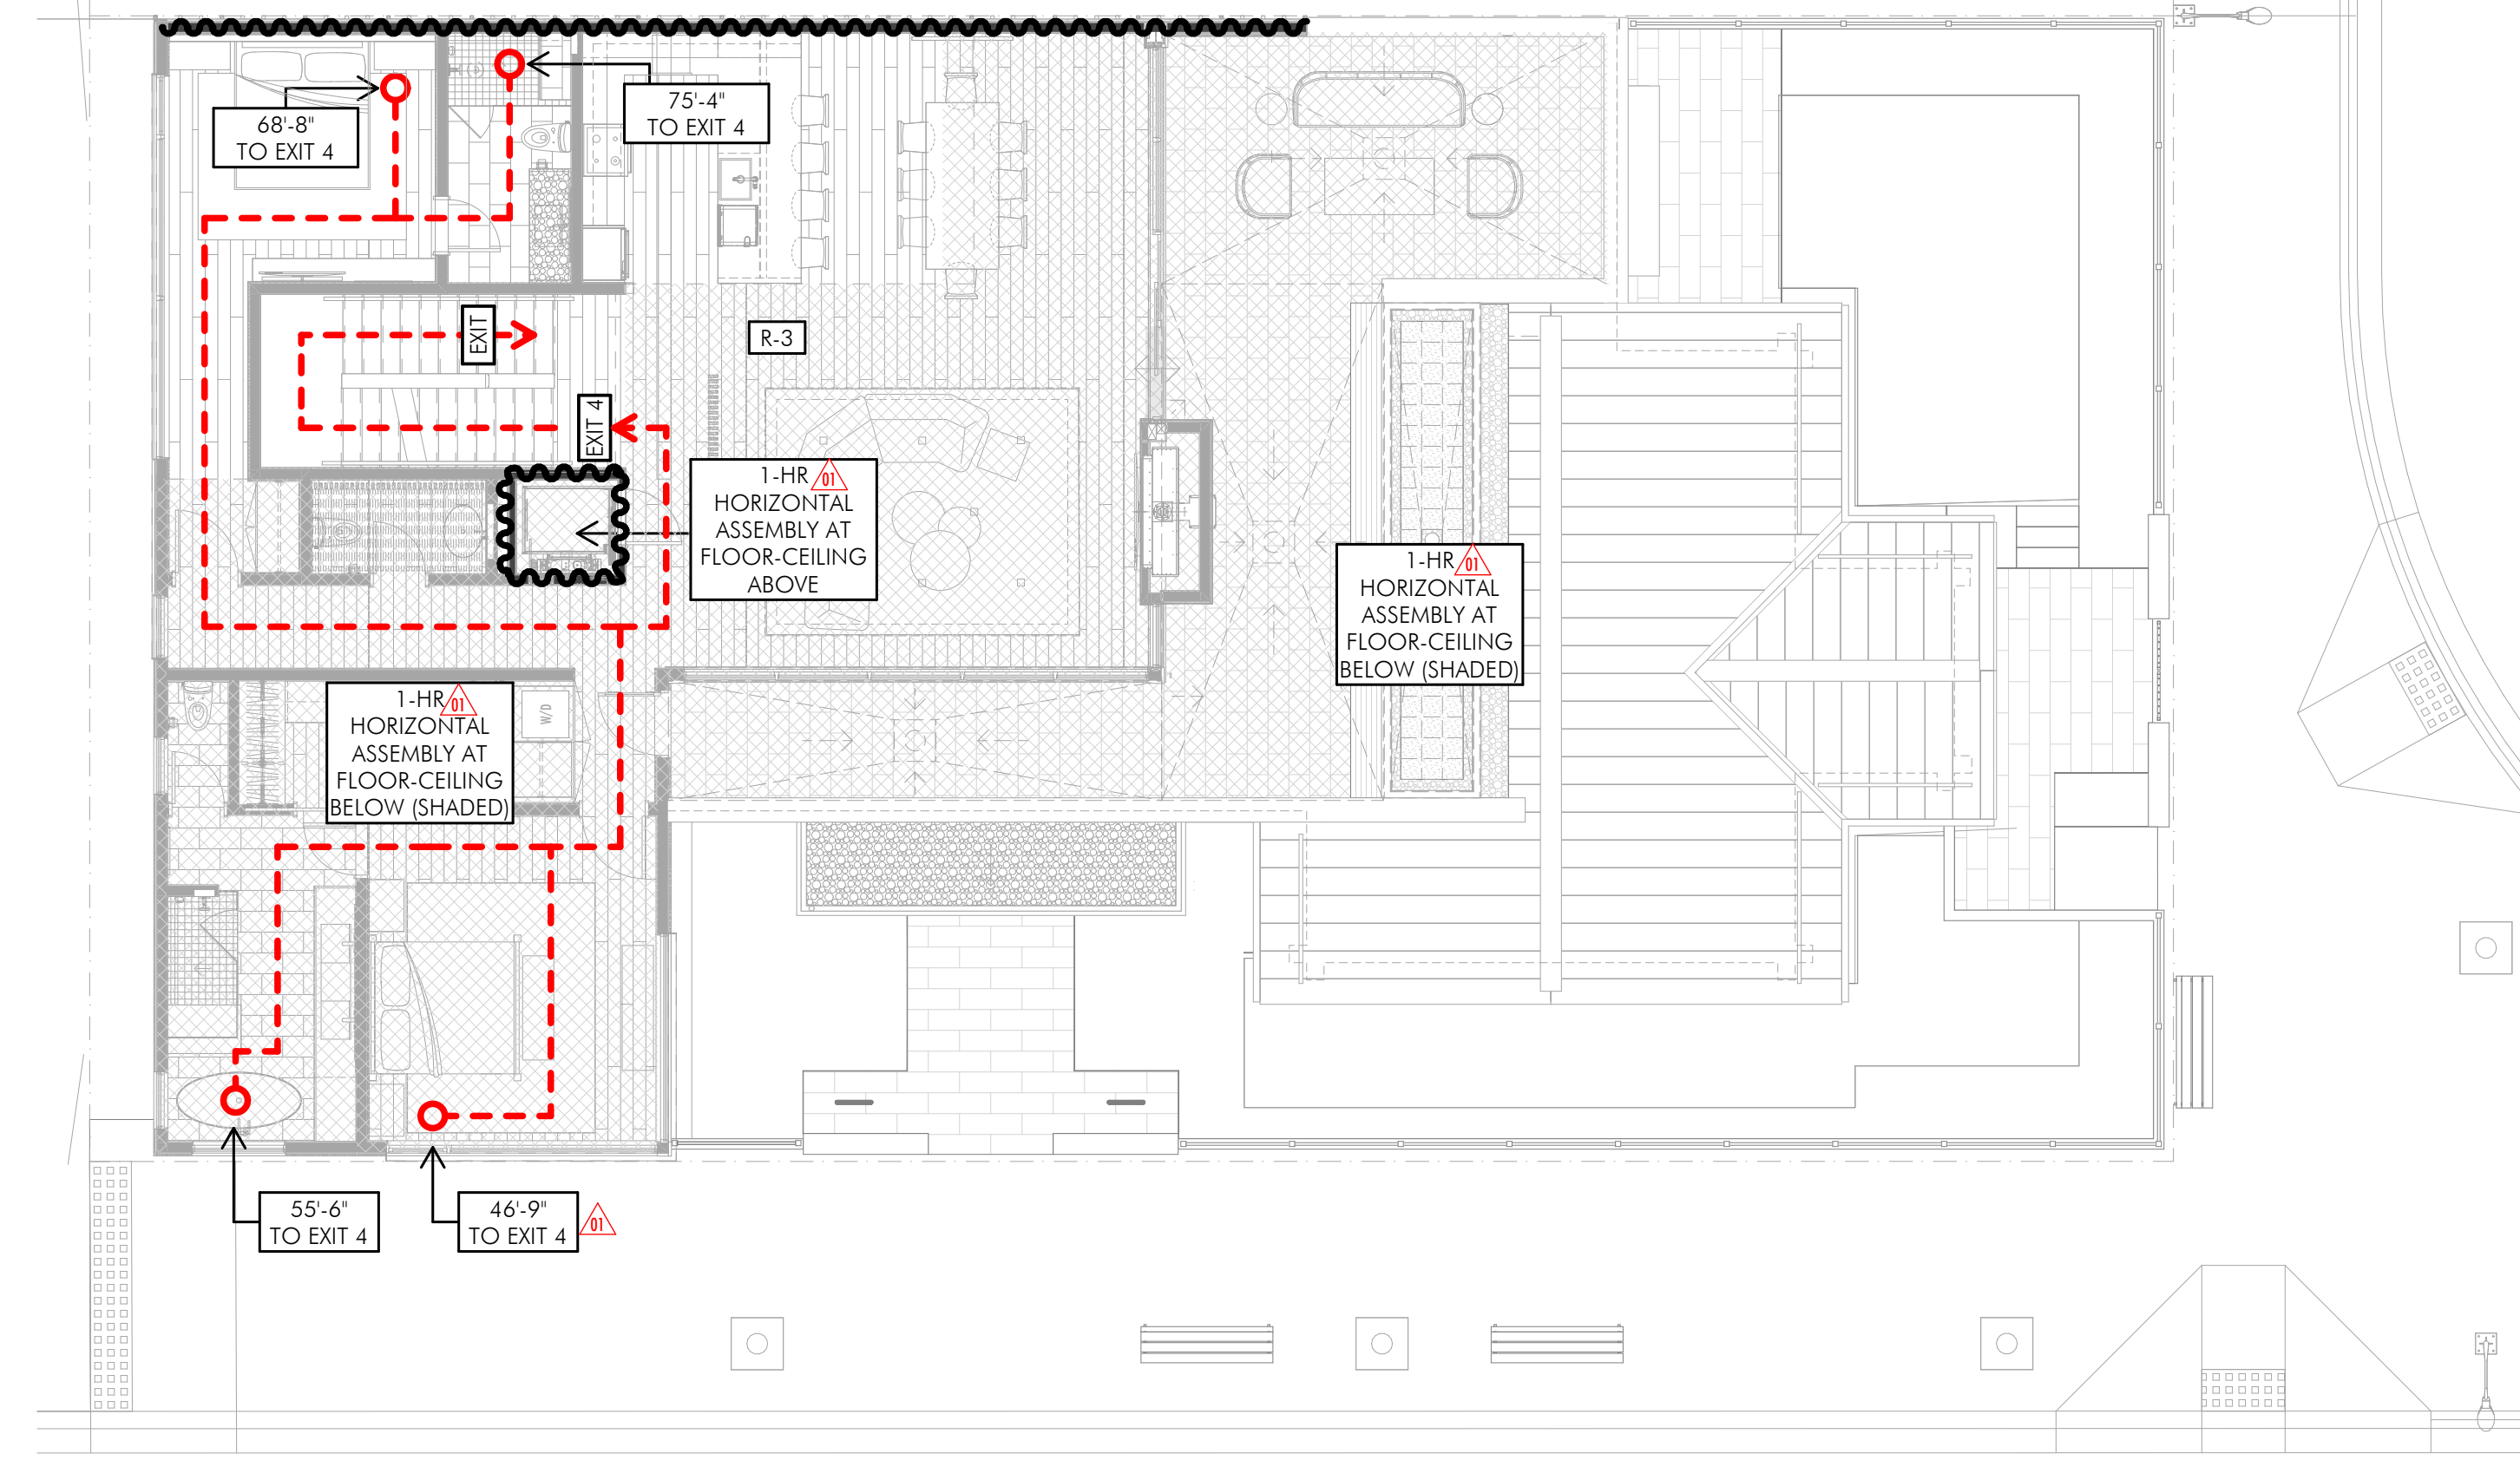 75'-4"
TO EXIT 4
68'-8"
TO EXIT 4
EXIT
R-3
EXIT 4
1-HR 01
HORIZONTAL
ASSEMBLY AT
FLOOR-CEILING
ABOVE
1-HR 01
HORIZONTAL
ASSEMBLY AT
FLOOR-CEILING
BELOW (SHADED)
1-HR 01
HORIZONTAL
ASSEMBLY AT
FLOOR-CEILING
BELOW (SHADED)
W/D
55'-6"
TO EXIT 4
46'-9"
TO EXIT 4
01